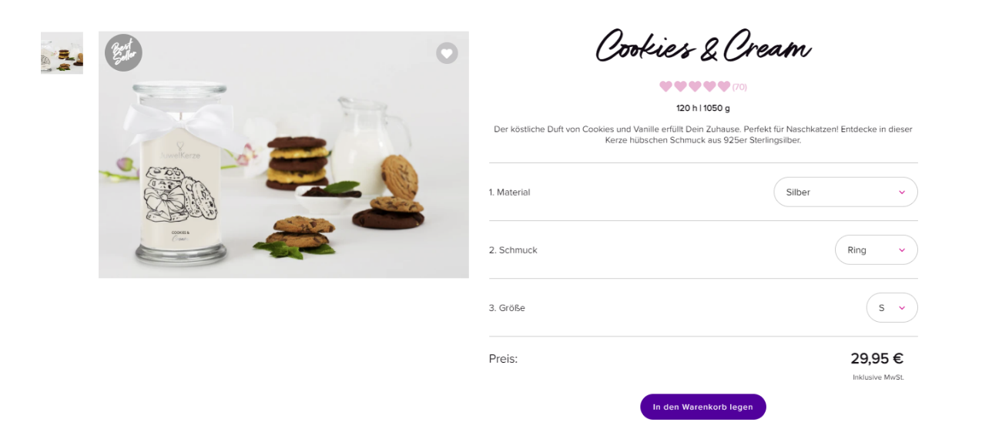 Best
Seller
JuwelKerze
COOKIES &
Cream
Cookies & Cream
(70)
120 h | 1050 g
Der köstliche Duft von Cookies und Vanille erfüllt Dein Zuhause. Perfekt für Naschkatzen! Entdecke in dieser
Kerze hübschen Schmuck aus 925er Sterlingsilber.
1. Material
Silber
2. Schmuck
Ring
3. Größe
S
Preis:
29,95 €
Inklusive MwSt.
In den Warenkorb legen